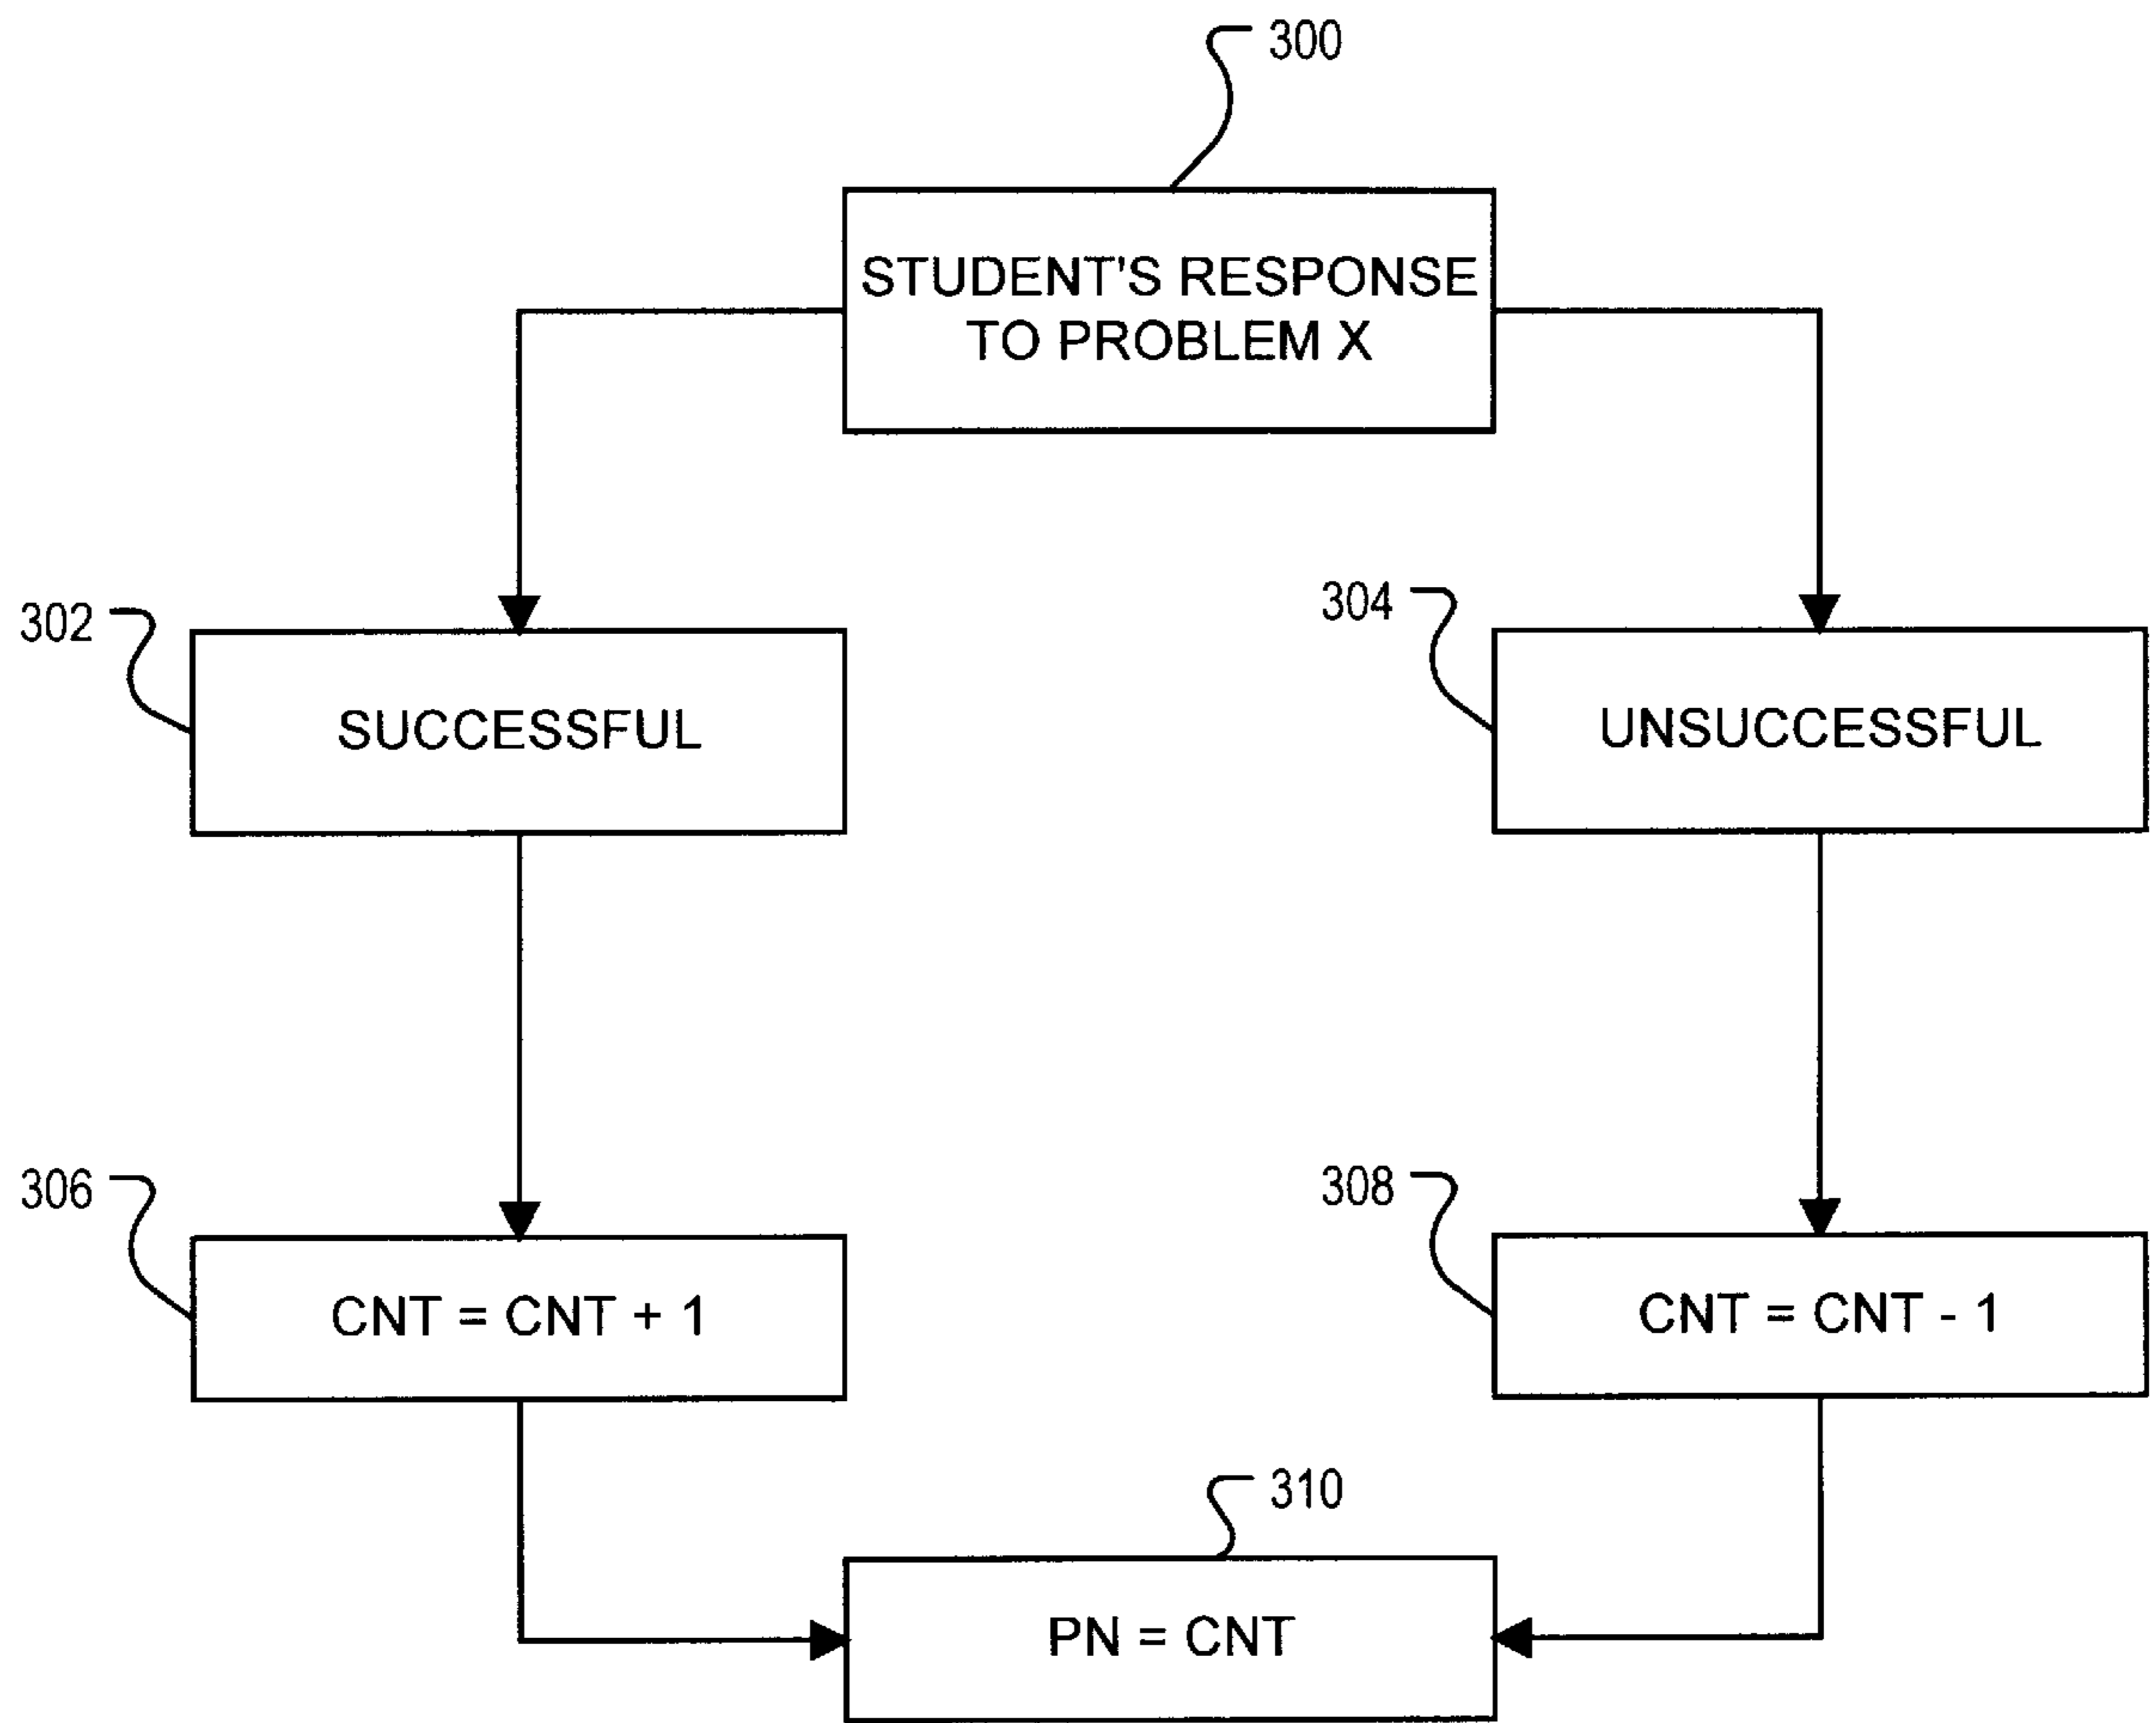 300
STUDENT'S RESPONSE
TO PROBLEM X
302
SUCCESSFUL
304
UNSUCCESSFUL
306
CNT = CNT + 1
308
CNT = CNT - 1
310
PN = CNT